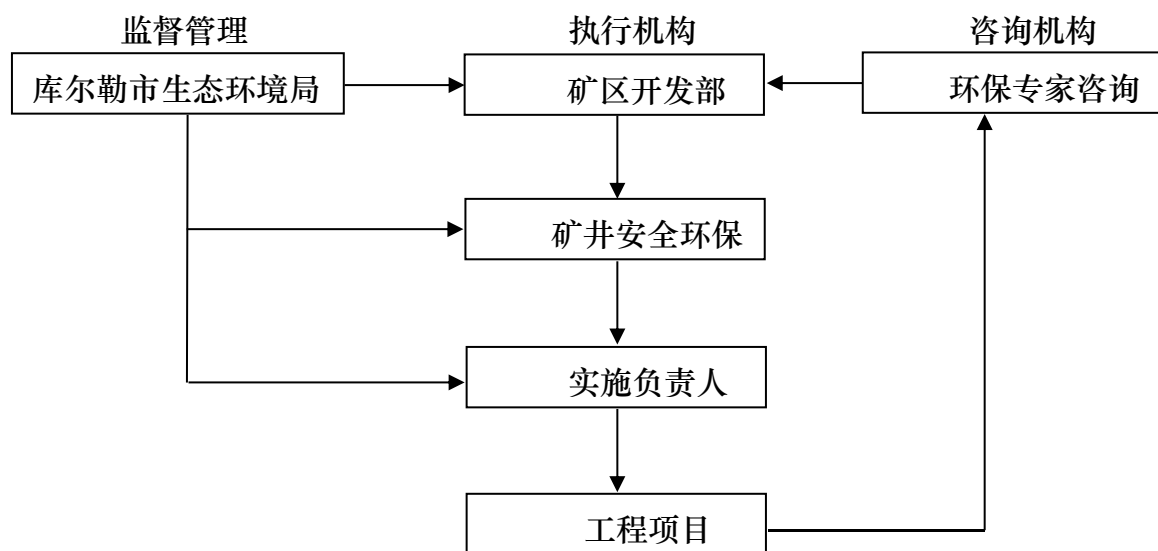 监督管理
执行机构
咨询机构
库尔勒市生态环境局
矿区开发部
环保专家咨询
矿井安全环保
实施负责人
工程项目